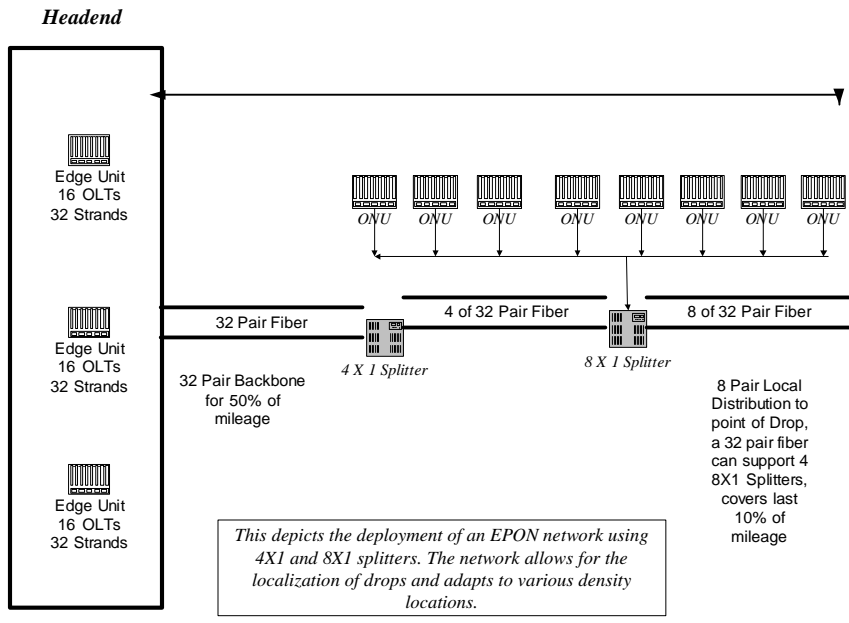 Headend
Edge Unit
16 OLTs
32 Strands
ONU
ONU
ONU
ONU
ONU
ONU
ONU
ONU
Edge Unit
16 OLTs
32 Strands
32 Pair Fiber
4 X 1 Splitter
4 of 32 Pair Fiber
8 X 1 Splitter
8 of 32 Pair Fiber
32 Pair Backbone
for 50% of
mileage
8 Pair Local
Distribution to
point of Drop,
a 32 pair fiber
can support 4
8X1 Splitters,
covers last
10% of
mileage
Edge Unit
16 OLTs
32 Strands
This depicts the deployment of an EPON network using
4X1 and 8X1 splitters. The network allows for the
localization of drops and adapts to various density
locations.